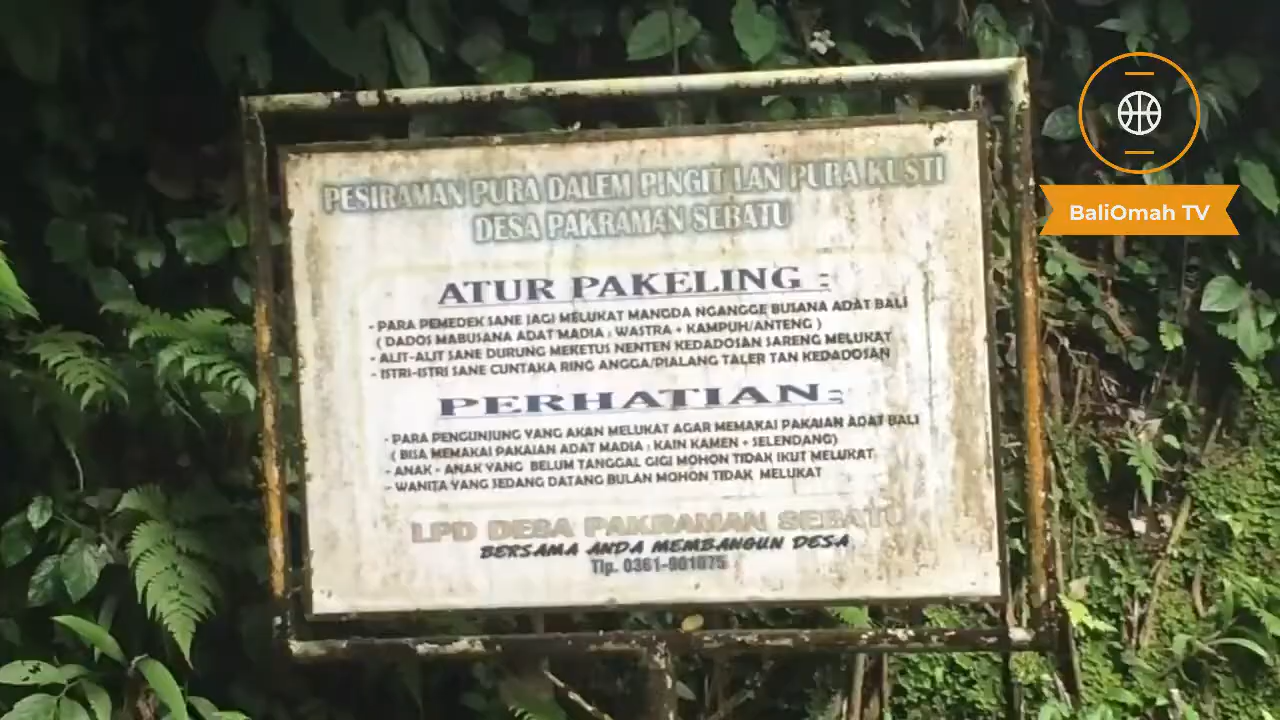 PESIRAMAN PURA DALEM PINGIT LAN PURA KUSTI
DESA PAKRAMAN SEBATU
ATUR PAKELING :
- PARA PEMEDEK SANE JAGI MELUKAT MANGDA NGANGGE BUSANA ADAT BALI
( DADOS MABUSANA ADAT MADIA : WASTRA + KAMPUH/ANTENG )
- ALIT-ALIT SANE DURUNG MEKETUS NENTEN KEDADOSAN SARENG MELUKAT
- ISTRI-ISTRI SANE CUNTAKA RING ANGGA/PIALANG TALER TAN KEDADOSAN
PERHATIAN :
- PARA PENGUNJUNG YANG AKAN MELUKAT AGAR MEMAKAI PAKAIAN ADAT BALI
( BISA MEMAKAI PAKAIAN ADAT MADIA : KAIN KAMEN + SELENDANG)
- ANAK - ANAK YANG BELUM TANGGAL GIGI MOHON TIDAK IKUT MELUKAT
- WANITA YANG SEDANG DATANG BULAN MOHON TIDAK MELUKAT
LPD DESA PAKRAMAN SEBATU
BERSAMA ANDA MEMBANGUN DESA
Tlp.
BaliOmah TV